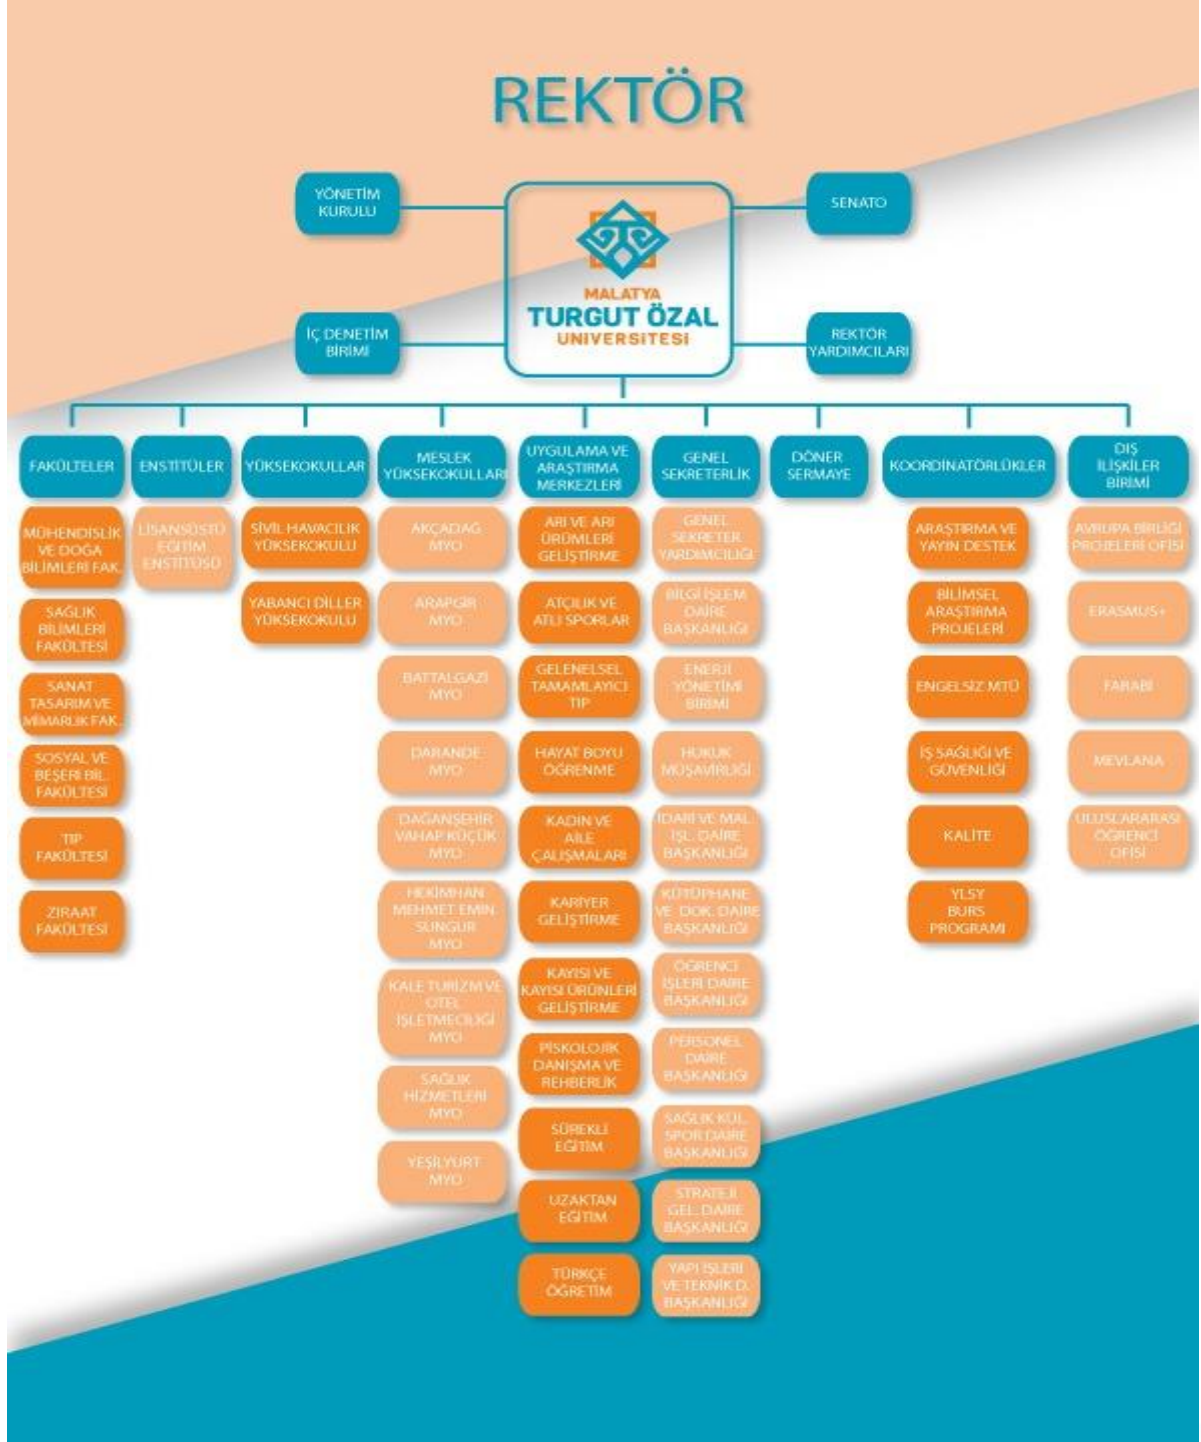 REKTÖR
YÖNETİM
KURULU
SENATO
MALATYA
TURGUT ÖZAL
UNIVERSITESI
İÇ DENETİM
BİRİMİ
REKTÖR
YARDIMCILARI
FAKÜLTELER
MÜHENDİSLİK
VE DOĞA
BİLİMLERİ FAK.
SAĞLIK
BİLİMLERİ
FAKÜLTESİ
SANAT
TASARIM VE
MİMARLIK FAK.
SOSYAL VE
BEŞERİ BİL.
FAKÜLTESİ
TIP
FAKÜLTESİ
ZİRAAT
FAKÜLTESİ
ENSTİTÜLER
LİSANSÜSTÜ
EĞİTİM
ENSTİTÜSÜ
YÜKSEKOKULLAR
SİVİL HAVACILIK
YÜKSEKOKULU
YABANCI DİLLER
YÜKSEKOKULU
MESLEK
YÜKSEKOKULLARI
AKÇADAĞ
MYO
ARAPGİR
MYO
BATTALGAZİ
MYO
DARANDE
MYO
DAĞANŞEHİR
VAHAP KÜÇÜK
MYO
HEKİMHAN
MEHMET EMİN
SUNGUR
MYO
KALE TURİZM VE
OTEL
İŞLETMECİLİĞİ
MYO
SAĞLIK
HİZMETLERİ
MYO
YEŞİLYURT
MYO
UYGULAMA VE
ARAŞTIRMA
MERKEZLERİ
ARI VE ARI
ÜRÜMLERİ
GELİŞTİRME
ATÇILIK VE
ATLI SPORLAR
GELENELSEL
TAMAMLAYICI
TIP
HAYAT BOYU
ÖĞRENME
KADIN VE
AİLE
ÇALIŞMALARI
KARİYER
GELİŞTİRME
KAYISI VE
KAYISI ÜRÜNLERİ
GELİŞTİRME
PİSKOLOJİK
DANIŞMA VE
REHBERLİK
SÜREKLİ
EĞİTİM
UZAKTAN
EĞİTİM
TÜRKÇE
ÖĞRETİM
GENEL
SEKRETERLİK
GENEL
SEKRETER
YARDIMCILIĞI
BİLGİ İŞLEM
DAİRE
BAŞKANLIĞI
ENERJİ
YÖNETİMİ
BİRİMİ
HUKUK
MÜŞAVİRLİĞİ
İDARİ VE MAL.
İŞL. DAİRE
BAŞKANLIĞI
KÜTÜPHANE
VE DOK. DAİRE
BAŞKANLIĞI
ÖĞRENCİ
İŞLERİ DAİRE
BAŞKANLIĞI
PERSONEL
DAİRE
BAŞKANLIĞI
SAĞLIK KÜL.
SPOR DAİRE
BAŞKANLIĞI
STRATEJİ
GEL. DAİRE
BAŞKANLIĞI
YAPI İŞLERİ
VE TEKNİK D.
BAŞKANLIĞI
DÖNER
SERMAYE
KOORDİNATÖRLÜKLER
ARAŞTIRMA VE
YAYIN DESTEK
BİLİMSEL
ARAŞTIRMA
PROJELERİ
ENGELSİZ MTÜ
İŞ SAĞLIĞI VE
GÜVENLİĞİ
KALİTE
YLSY
BURS
PROGRAMI
DIŞ
İLİŞKİLER
BİRİMİ
AVRUPA BİRLİĞİ
PROJELERİ OFİSİ
ERASMUS+
FARABİ
MEVLANA
ULUSLARARASI
ÖĞRENCİ
OFİSİ